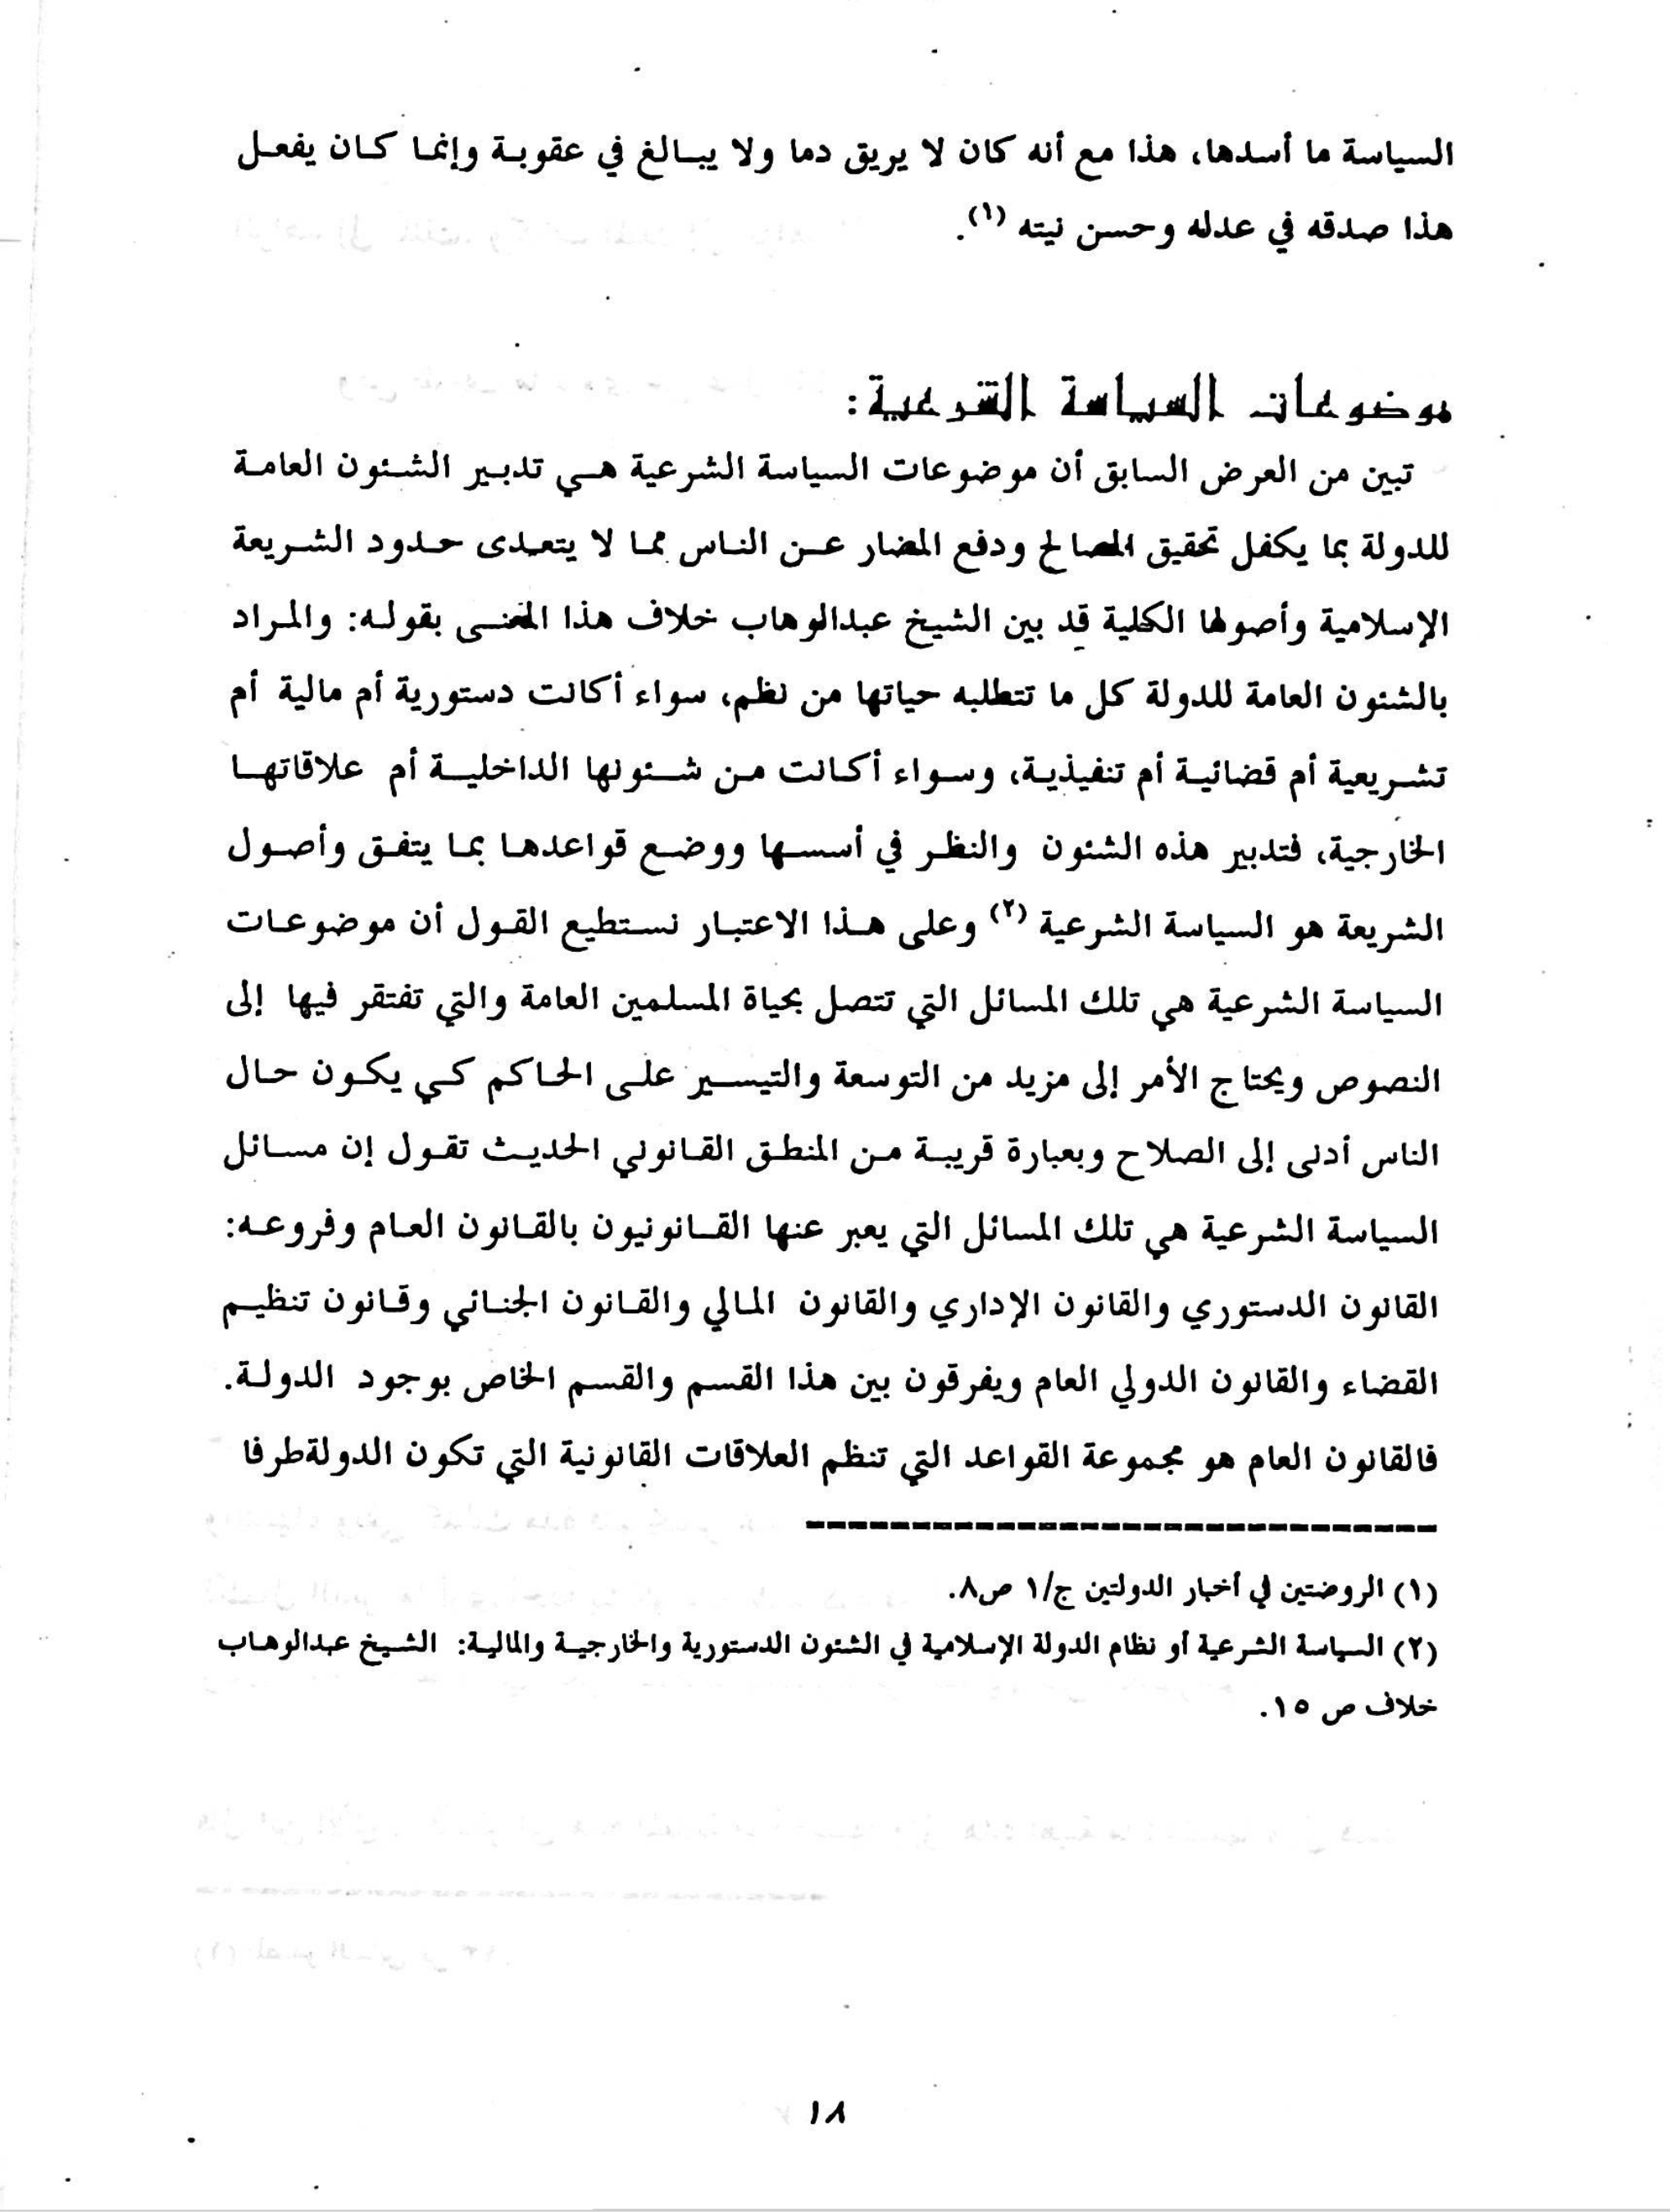 السياسة ما أسدها، هذا مع أنه كان لا يريق دما ولا يبالغ في عقوبة وإنما كان يفعل
هذا صدقه في عدله وحسن نيته (١).
موضوعات السياسة الشرعية:
تبين من العرض السابق أن موضوعات السياسة الشرعية هي تدبير الشئون العامة
للدولة بما يكفل تحقيق المصالح ودفع المضار عن الناس مما لا يتعدى حدود الشريعة
الإسلامية وأصولها الكلية قد بين الشيخ عبدالوهاب خلاف هذا المعنى بقوله: والمراد
بالشئون العامة للدولة كل ما تتطلبه حياتها من نظم، سواء أكانت دستورية أم مالية أم
تشريعية أم قضائية أم تنفيذية، وسواء أكانت من شئونها الداخلية أم علاقاتها
الخارجية، فتدبير هذه الشئون والنظر في أسسها ووضع قواعدها بما يتفق وأصول
الشريعة هو السياسة الشرعية (٢) وعلى هذا الاعتبار نستطيع القول أن موضوعات
السياسة الشرعية هي تلك المسائل التي تتصل بحياة المسلمين العامة والتي تفتقر فيها إلى
النصوص ويحتاج الأمر إلى مزيد من التوسعة والتيسير على الحاكم كي يكون حال
الناس أدنى إلى الصلاح وبعبارة قريبة من المنطق القانوني الحديث تقول إن مسائل
السياسة الشرعية هي تلك المسائل التي يعبر عنها القانونيون بالقانون العام وفروعه:
القانون الدستوري والقانون الإداري والقانون المالي والقانون الجنائي وقانون تنظيم
القضاء والقانون الدولي العام ويفرقون بين هذا القسم والقسم الخاص بوجود الدولة.
فالقانون العام هو مجموعة القواعد التي تنظم العلاقات القانونية التي تكون الدولةطرفا
(١) الروضتين في أخبار الدولتين ج/١ ص٨.
(٢) السياسة الشرعية أو نظام الدولة الإسلامية في الشئون الدستورية والخارجية والمالية: الشيخ عبدالوهاب
خلاف ص ١٥.
١٨